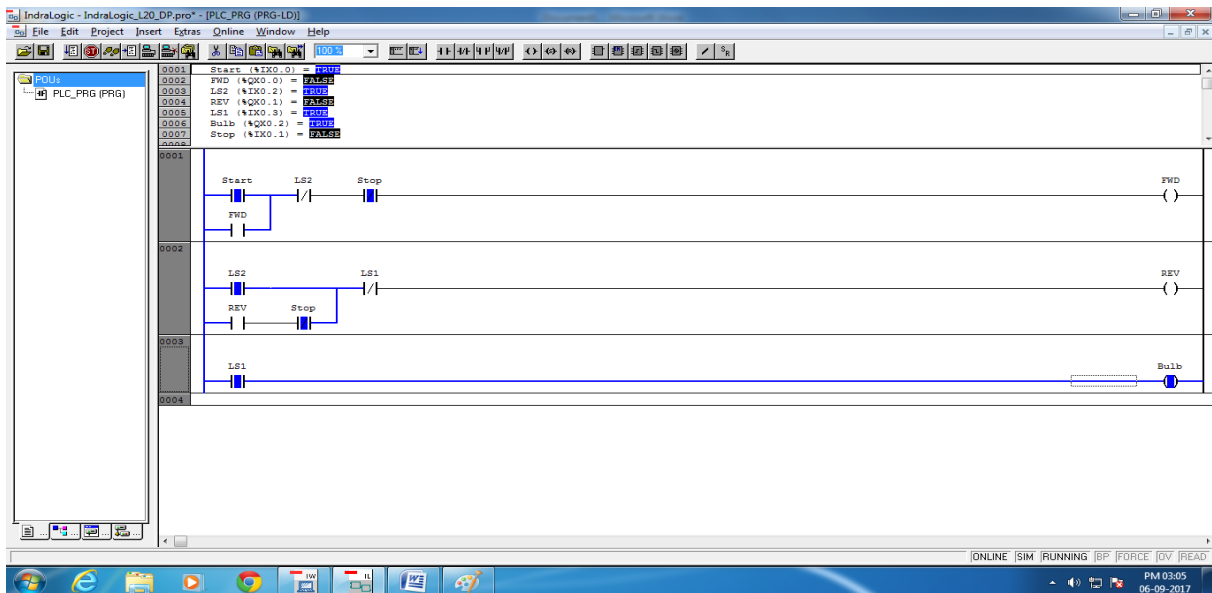 IndraLogic - IndraLogic_L20_DP.pro* - [PLC_PRG (PRG-LD)]
File Edit Project Insert Extras Online Window Help
100 %
POUs
PLC_PRG (PRG)
0001 Start (%IX0.0) = TRUE
0002 FWD (%QX0.0) = FALSE
0003 LS2 (%IX0.2) = TRUE
0004 REV (%QX0.1) = FALSE
0005 LS1 (%IX0.3) = TRUE
0006 Bulb (%QX0.2) = TRUE
0007 Stop (%IX0.1) = FALSE
0008
0001
Start LS2 Stop FWD
FWD
0002
LS2 LS1 REV
REV Stop
0003
LS1 Bulb
0004
ONLINE SIM RUNNING BP FORCE OV READ
PM 03:05
06-09-2017